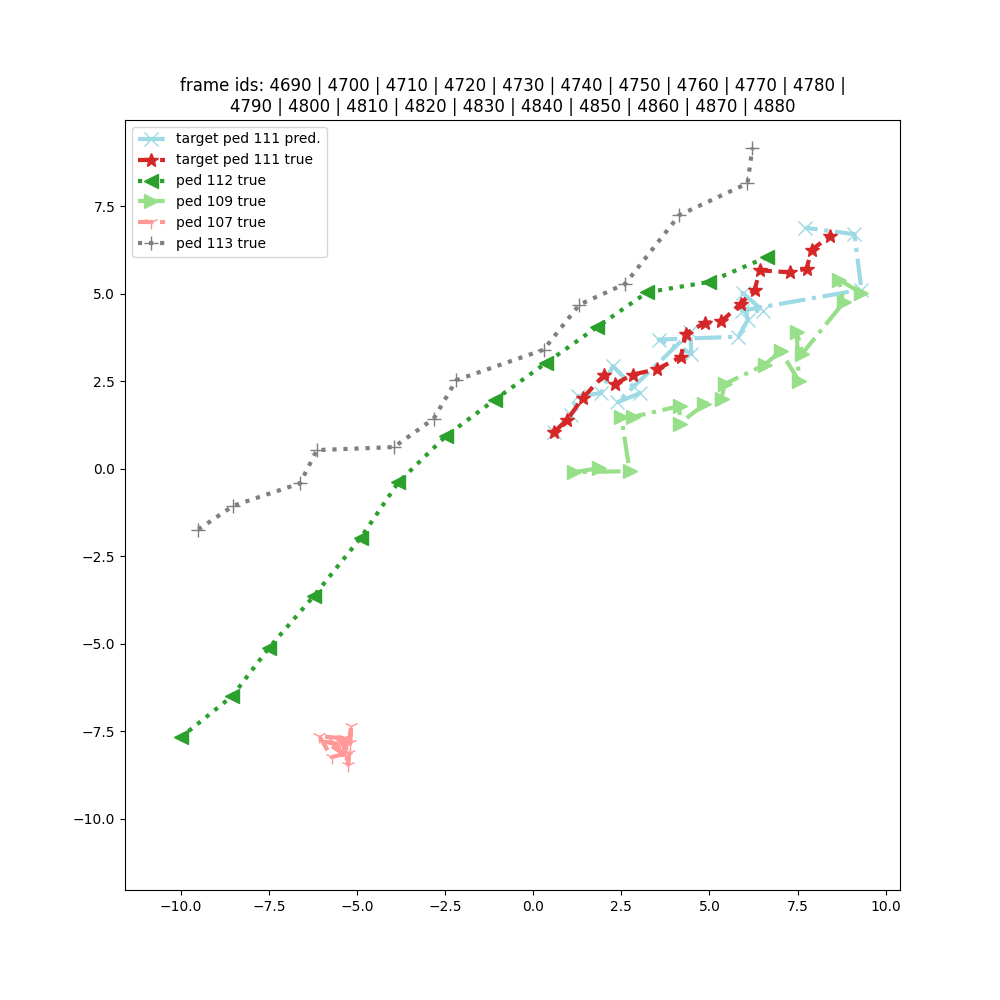 frame ids: 4690 | 4700 | 4710 | 4720 | 4730 | 4740 | 4750 | 4760 | 4770 | 4780 |
4790 | 4800 | 4810 | 4820 | 4830 | 4840 | 4850 | 4860 | 4870 | 4880
target ped 111 pred.
target ped 111 true
ped 112 true
ped 109 true
ped 107 true
ped 113 true
7.5
5.0
2.5
0.0
−2.5
−5.0
−7.5
−10.0
−10.0 −7.5 −5.0 −2.5 0.0 2.5 5.0 7.5 10.0